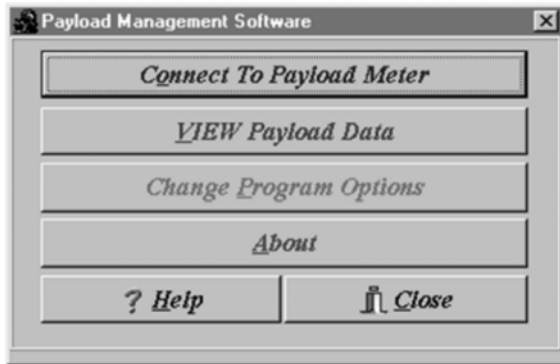 Payload Management Software
Connect To Payload Meter
VIEW Payload Data
Change Program Options
About
? Help Close